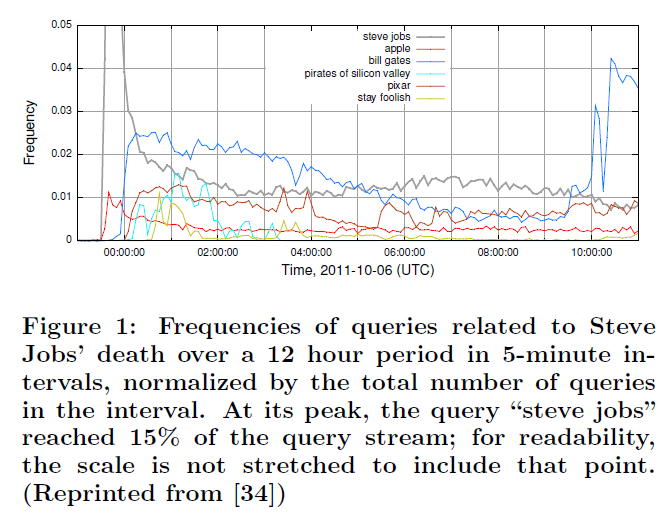 0.05
0.04
0.03
0.02
0.01
0
Frequency
steve jobs
apple
bill gates
pirates of silicon valley
pixar
stay foolish
00:00:00 02:00:00 04:00:00 06:00:00 08:00:00 10:00:00
Time, 2011-10-06 (UTC)
Figure 1: Frequencies of queries related to Steve
Jobs' death over a 12 hour period in 5-minute in-
tervals, normalized by the total number of queries
in the interval. At its peak, the query “steve jobs”
reached 15% of the query stream; for readability,
the scale is not stretched to include that point.
(Reprinted from [34])